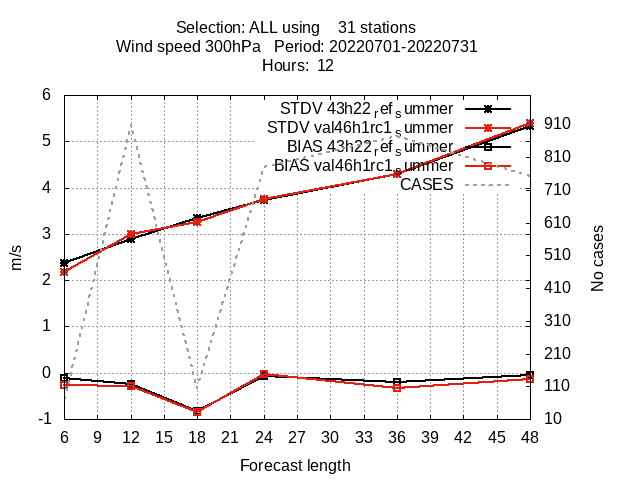 Selection: ALL using    31 stations
Wind speed 300hPa   Period: 20220701-20220731
Hours:  12
STDV 43h22_ref_summer
STDV val46h1rc1_summer
BIAS 43h22_ref_summer
BIAS val46h1rc1_summer
CASES
6
5
4
3
2
1
0
-1
m/s
910
810
710
610
510
410
310
210
110
10
No cases
6 9 12 15 18 21 24 27 30 33 36 39 42 45 48
Forecast length